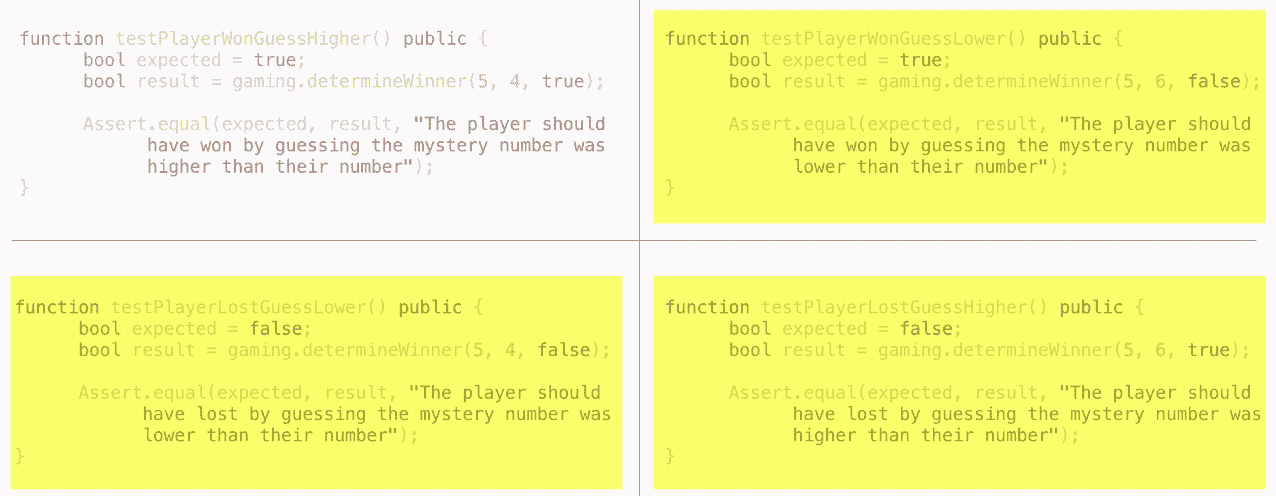 function testPlayerWonGuessHigher() public {
bool expected = true;
bool result = gaming.determineWinner(5, 4, true);
Assert.equal(expected, result, "The player should
have won by guessing the mystery number was
higher than their number");
}
function testPlayerWonGuessLower() public {
bool expected = true;
bool result = gaming.determineWinner(5, 6, false);
Assert.equal(expected, result, "The player should
have won by guessing the mystery number was
lower than their number");
}
function testPlayerLostGuessLower() public {
bool expected = false;
bool result = gaming.determineWinner(5, 4, false);
Assert.equal(expected, result, "The player should
have lost by guessing the mystery number was
lower than their number");
}
function testPlayerLostGuessHigher() public {
bool expected = false;
bool result = gaming.determineWinner(5, 6, true);
Assert.equal(expected, result, "The player should
have lost by guessing the mystery number was
higher than their number");
}